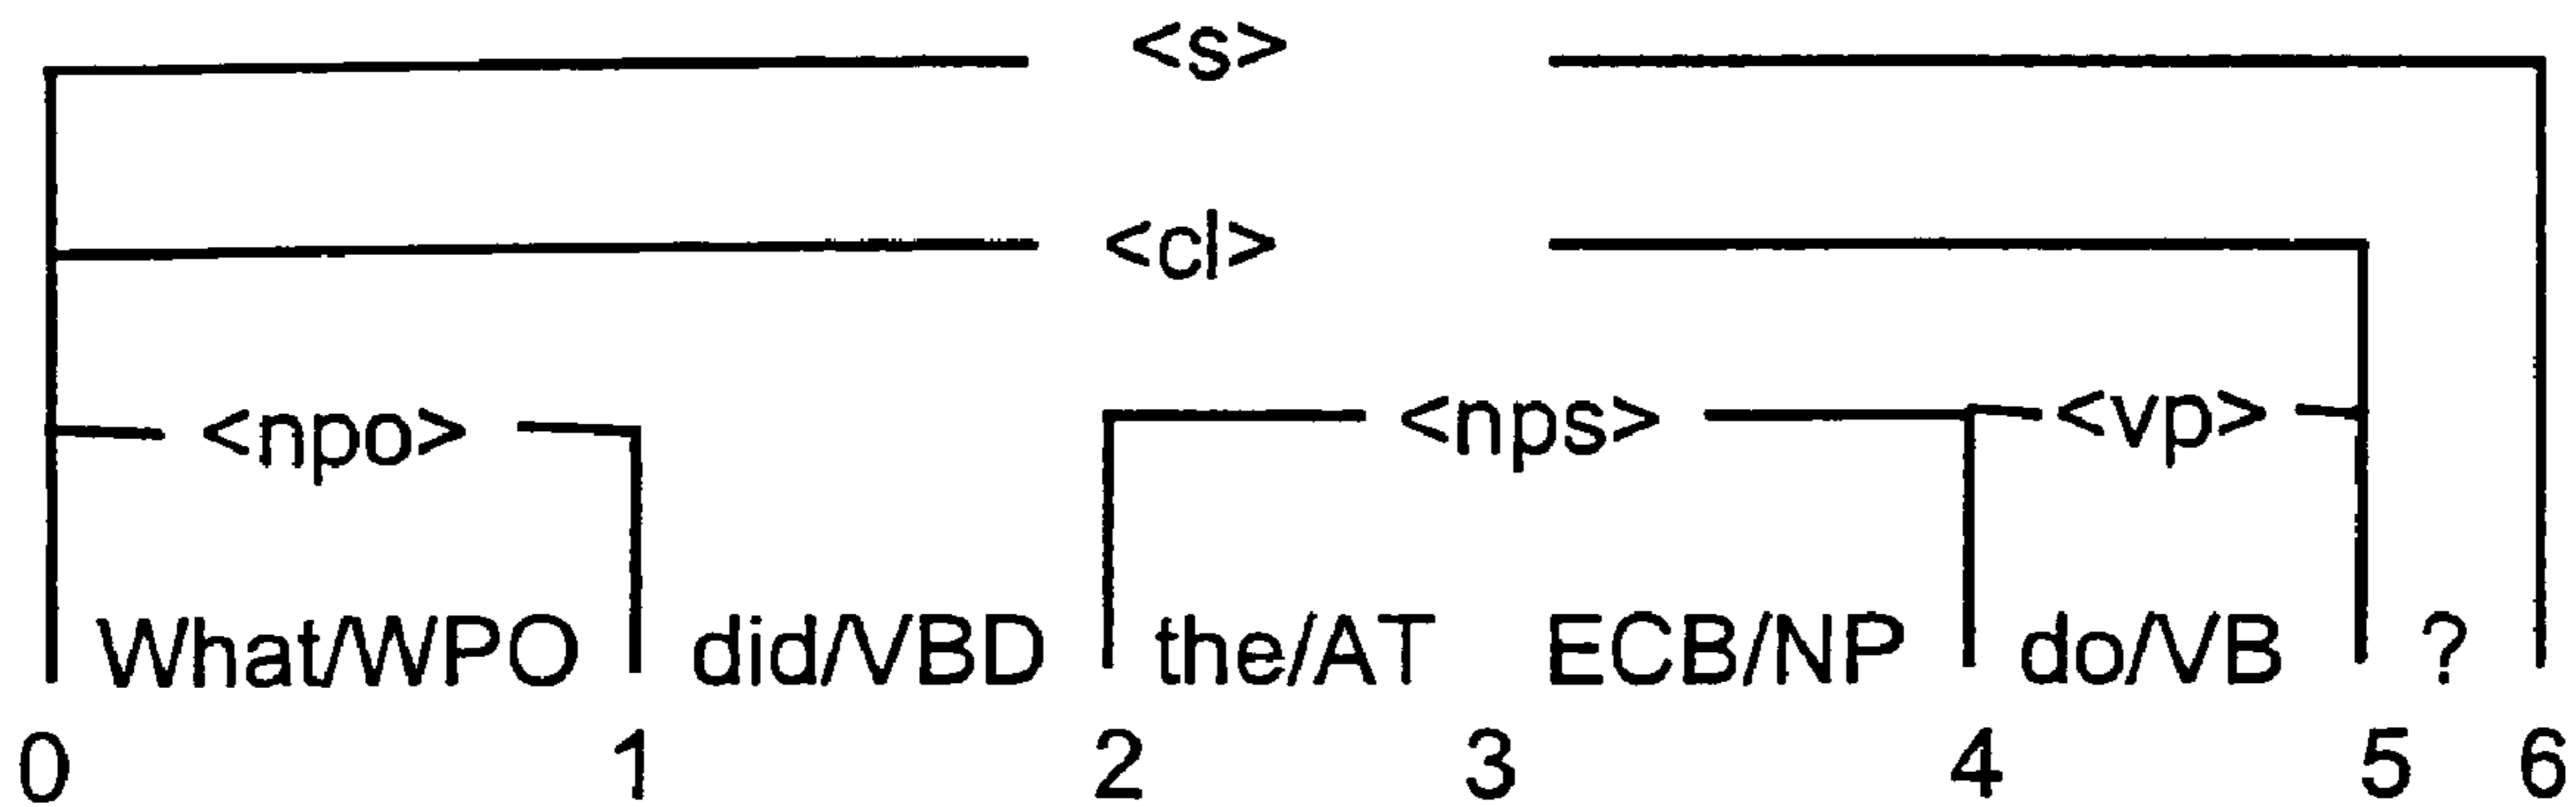 <s>
<cl>
<npo> <nps> <vp>
What/WPO did/VBD the/AT ECB/NP do/VB ?
0 1 2 3 4 5 6